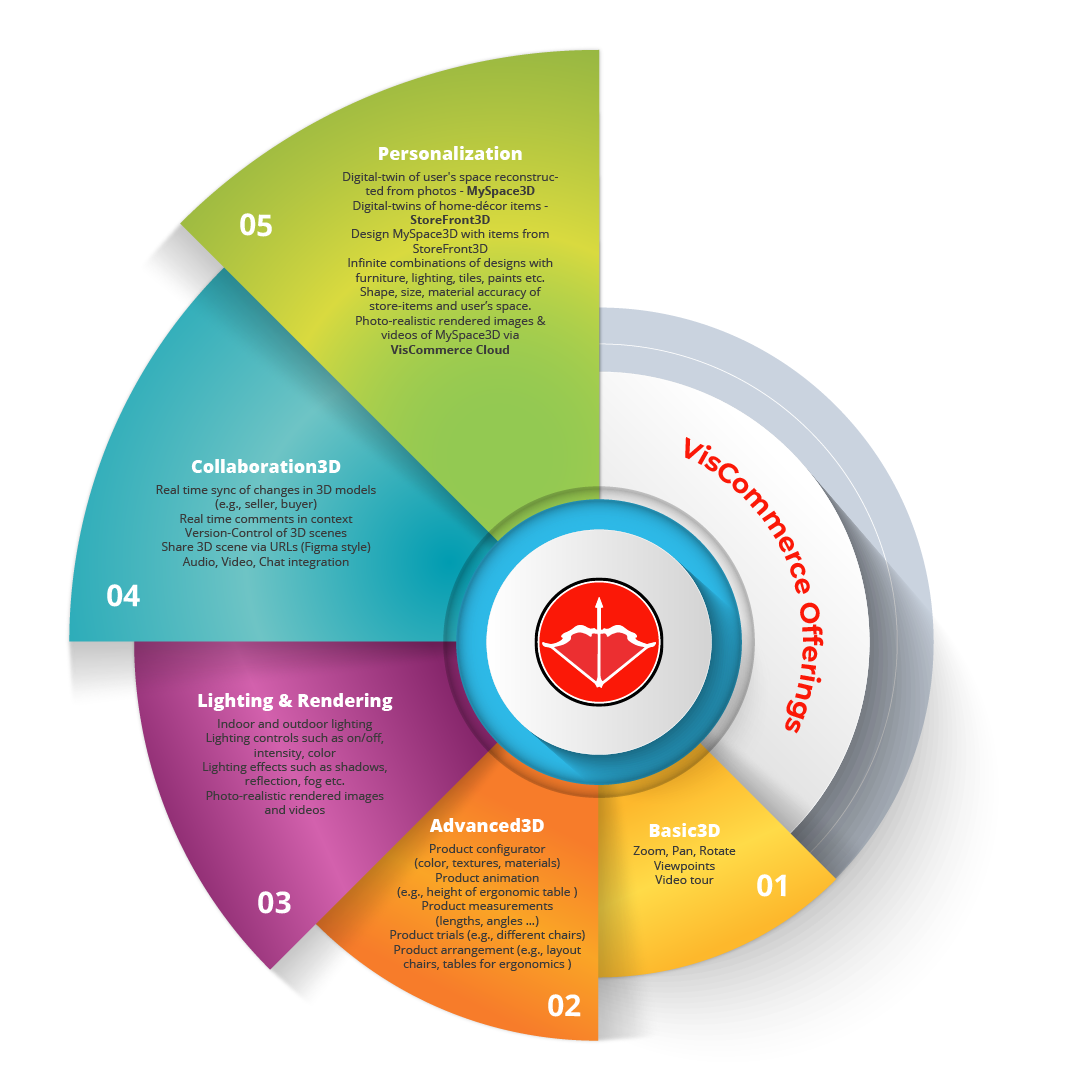 Personalization
Digital-twin of user's space reconstruc-
ted from photos - MySpace3D
Digital-twins of home-décor items -
StoreFront3D
Design MySpace3D with items from
StoreFront3D
Infinite combinations of designs with
furniture, lighting, tiles, paints etc.
Shape, size, material accuracy of
store-items and user's space.
Photo-realistic rendered images &
videos of MySpace3D via
VisCommerce Cloud
05
Collaboration3D
Real time sync of changes in 3D models
(e.g., seller, buyer)
Real time comments in context
Version-Control of 3D scenes
Share 3D scene via URLs (Figma style)
Audio, Video, Chat integration
04
VisCommerce Offerings
Lighting & Rendering
Indoor and outdoor lighting
Lighting controls such as on/off,
intensity, color
Lighting effects such as shadows,
reflection, fog etc.
Photo-realistic rendered images
and videos
03
Advanced3D
Product configurator
(color, textures, materials)
Product animation
(e.g., height of ergonomic table )
Product measurements
(lengths, angles ...)
Product trials (e.g., different chairs)
Product arrangement (e.g., layout
chairs, tables for ergonomics )
02
Basic3D
Zoom, Pan, Rotate
Viewpoints
Video tour
01